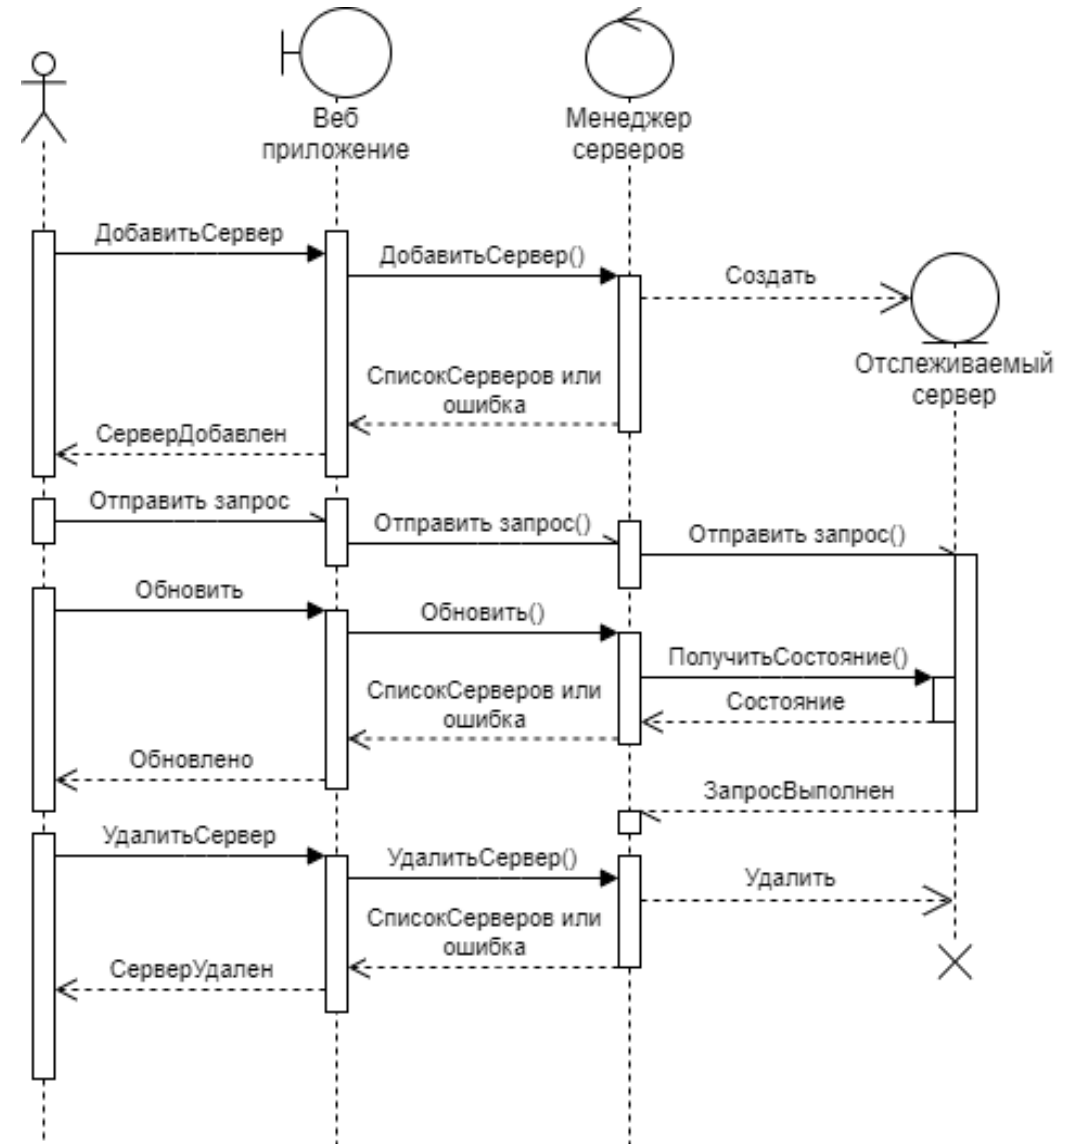 Веб
приложение
Менеджер
серверов
ДобавитьСервер
ДобавитьСервер()
Создать
Отслеживаемый
сервер
СписокСерверов или
ошибка
СерверДобавлен
Отправить запрос
Отправить запрос()
Отправить запрос()
Обновить
Обновить()
ПолучитьСостояние()
СписокСерверов или
ошибка
Состояние
Обновлено
ЗапросВыполнен
УдалитьСервер
УдалитьСервер()
Удалить
СписокСерверов или
ошибка
СерверУдален